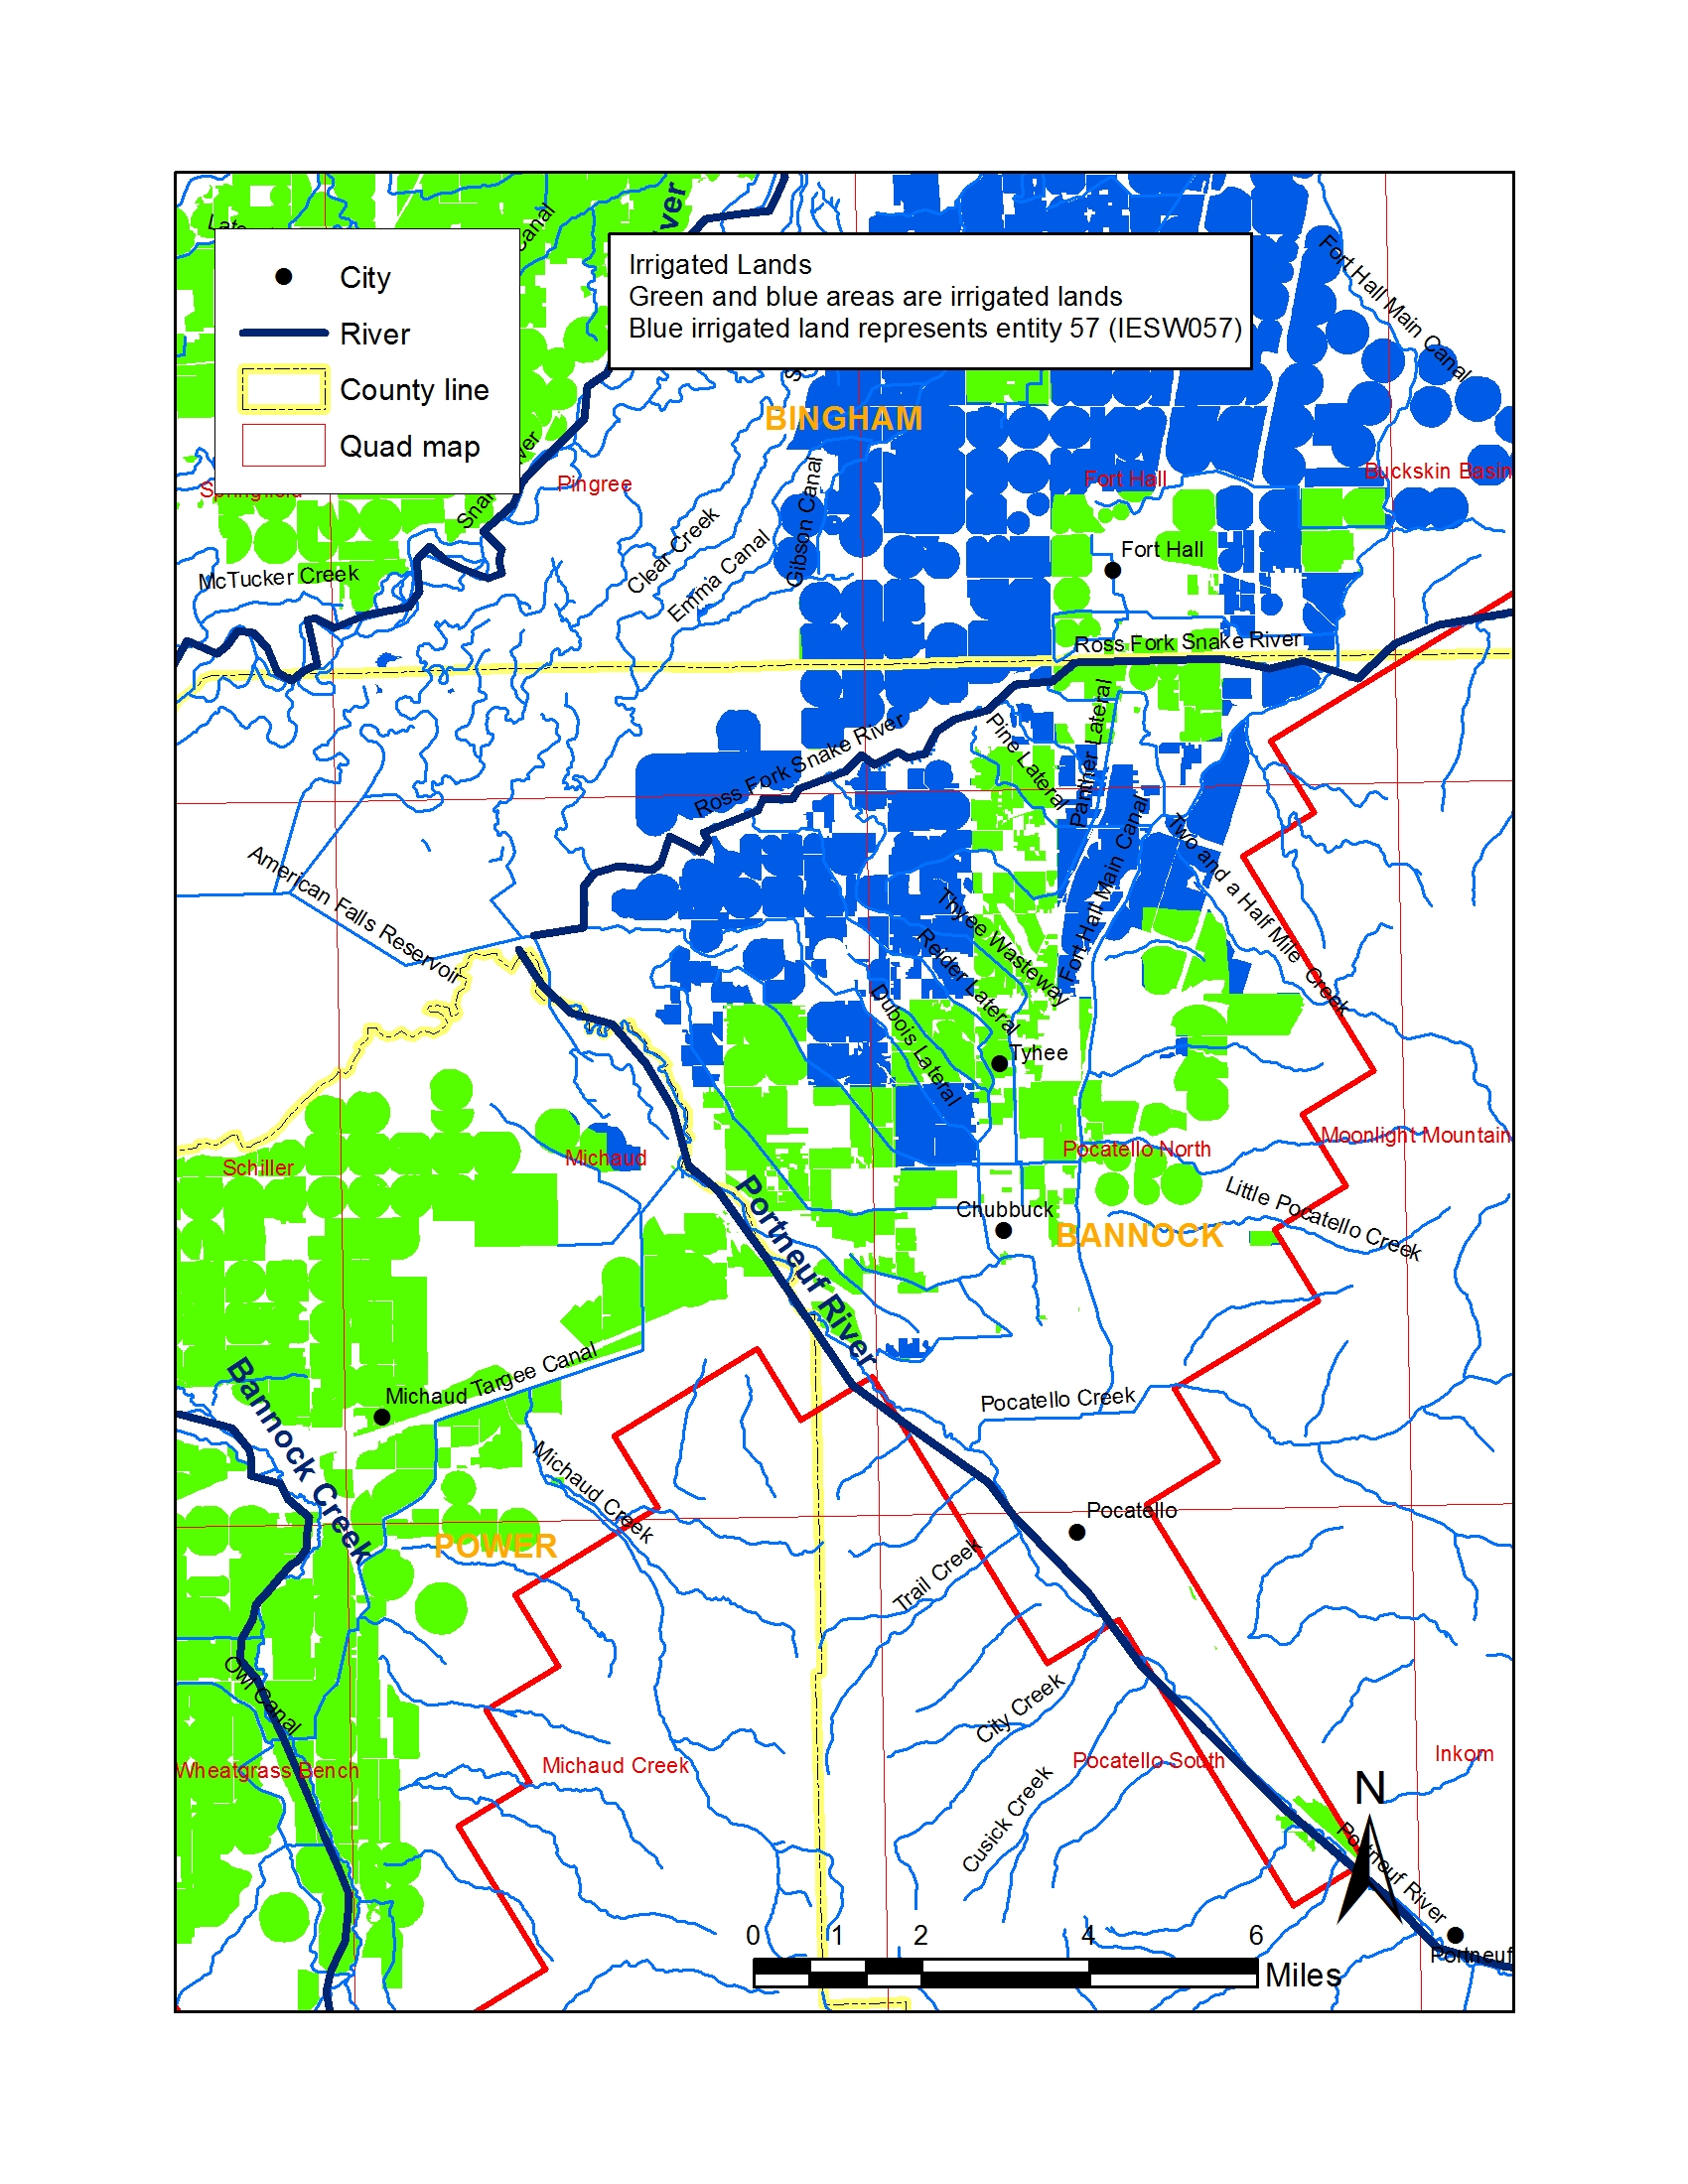 City
River
County line
Quad map
Irrigated Lands
Green and blue areas are irrigated lands
Blue irrigated land represents entity 57 (IESW057)
Canal
Fort Hall Main Canal
BINGHAM
Springfield
Pingree
Fort Hall
Buckskin Basin
Gibson Canal
Clear Creek
Emma Canal
McTucker Creek
Fort Hall
Ross Fork Snake River
Ross Fork Snake River
Pine Lateral
Panther Lateral
Fort Hall Main Canal
Two and a Half Mile Creek
American Falls Reservoir
Thyee Wasteway
Reider Lateral
Dubois Lateral
Tyhee
Schiller
Michaud
Pocatello North
Moonlight Mountain
Portneuf River
Chubbuck
BANNOCK
Little Pocatello Creek
Michaud Targee Canal
Bannock Creek
Pocatello Creek
Michaud Creek
POWER
Pocatello
Trail Creek
Owl Canal
City Creek
Wheatgrass Bench
Michaud Creek
Pocatello South
Inkom
Cusick Creek
N
Portneuf River
Portneuf
0 1 2 4 6
Miles